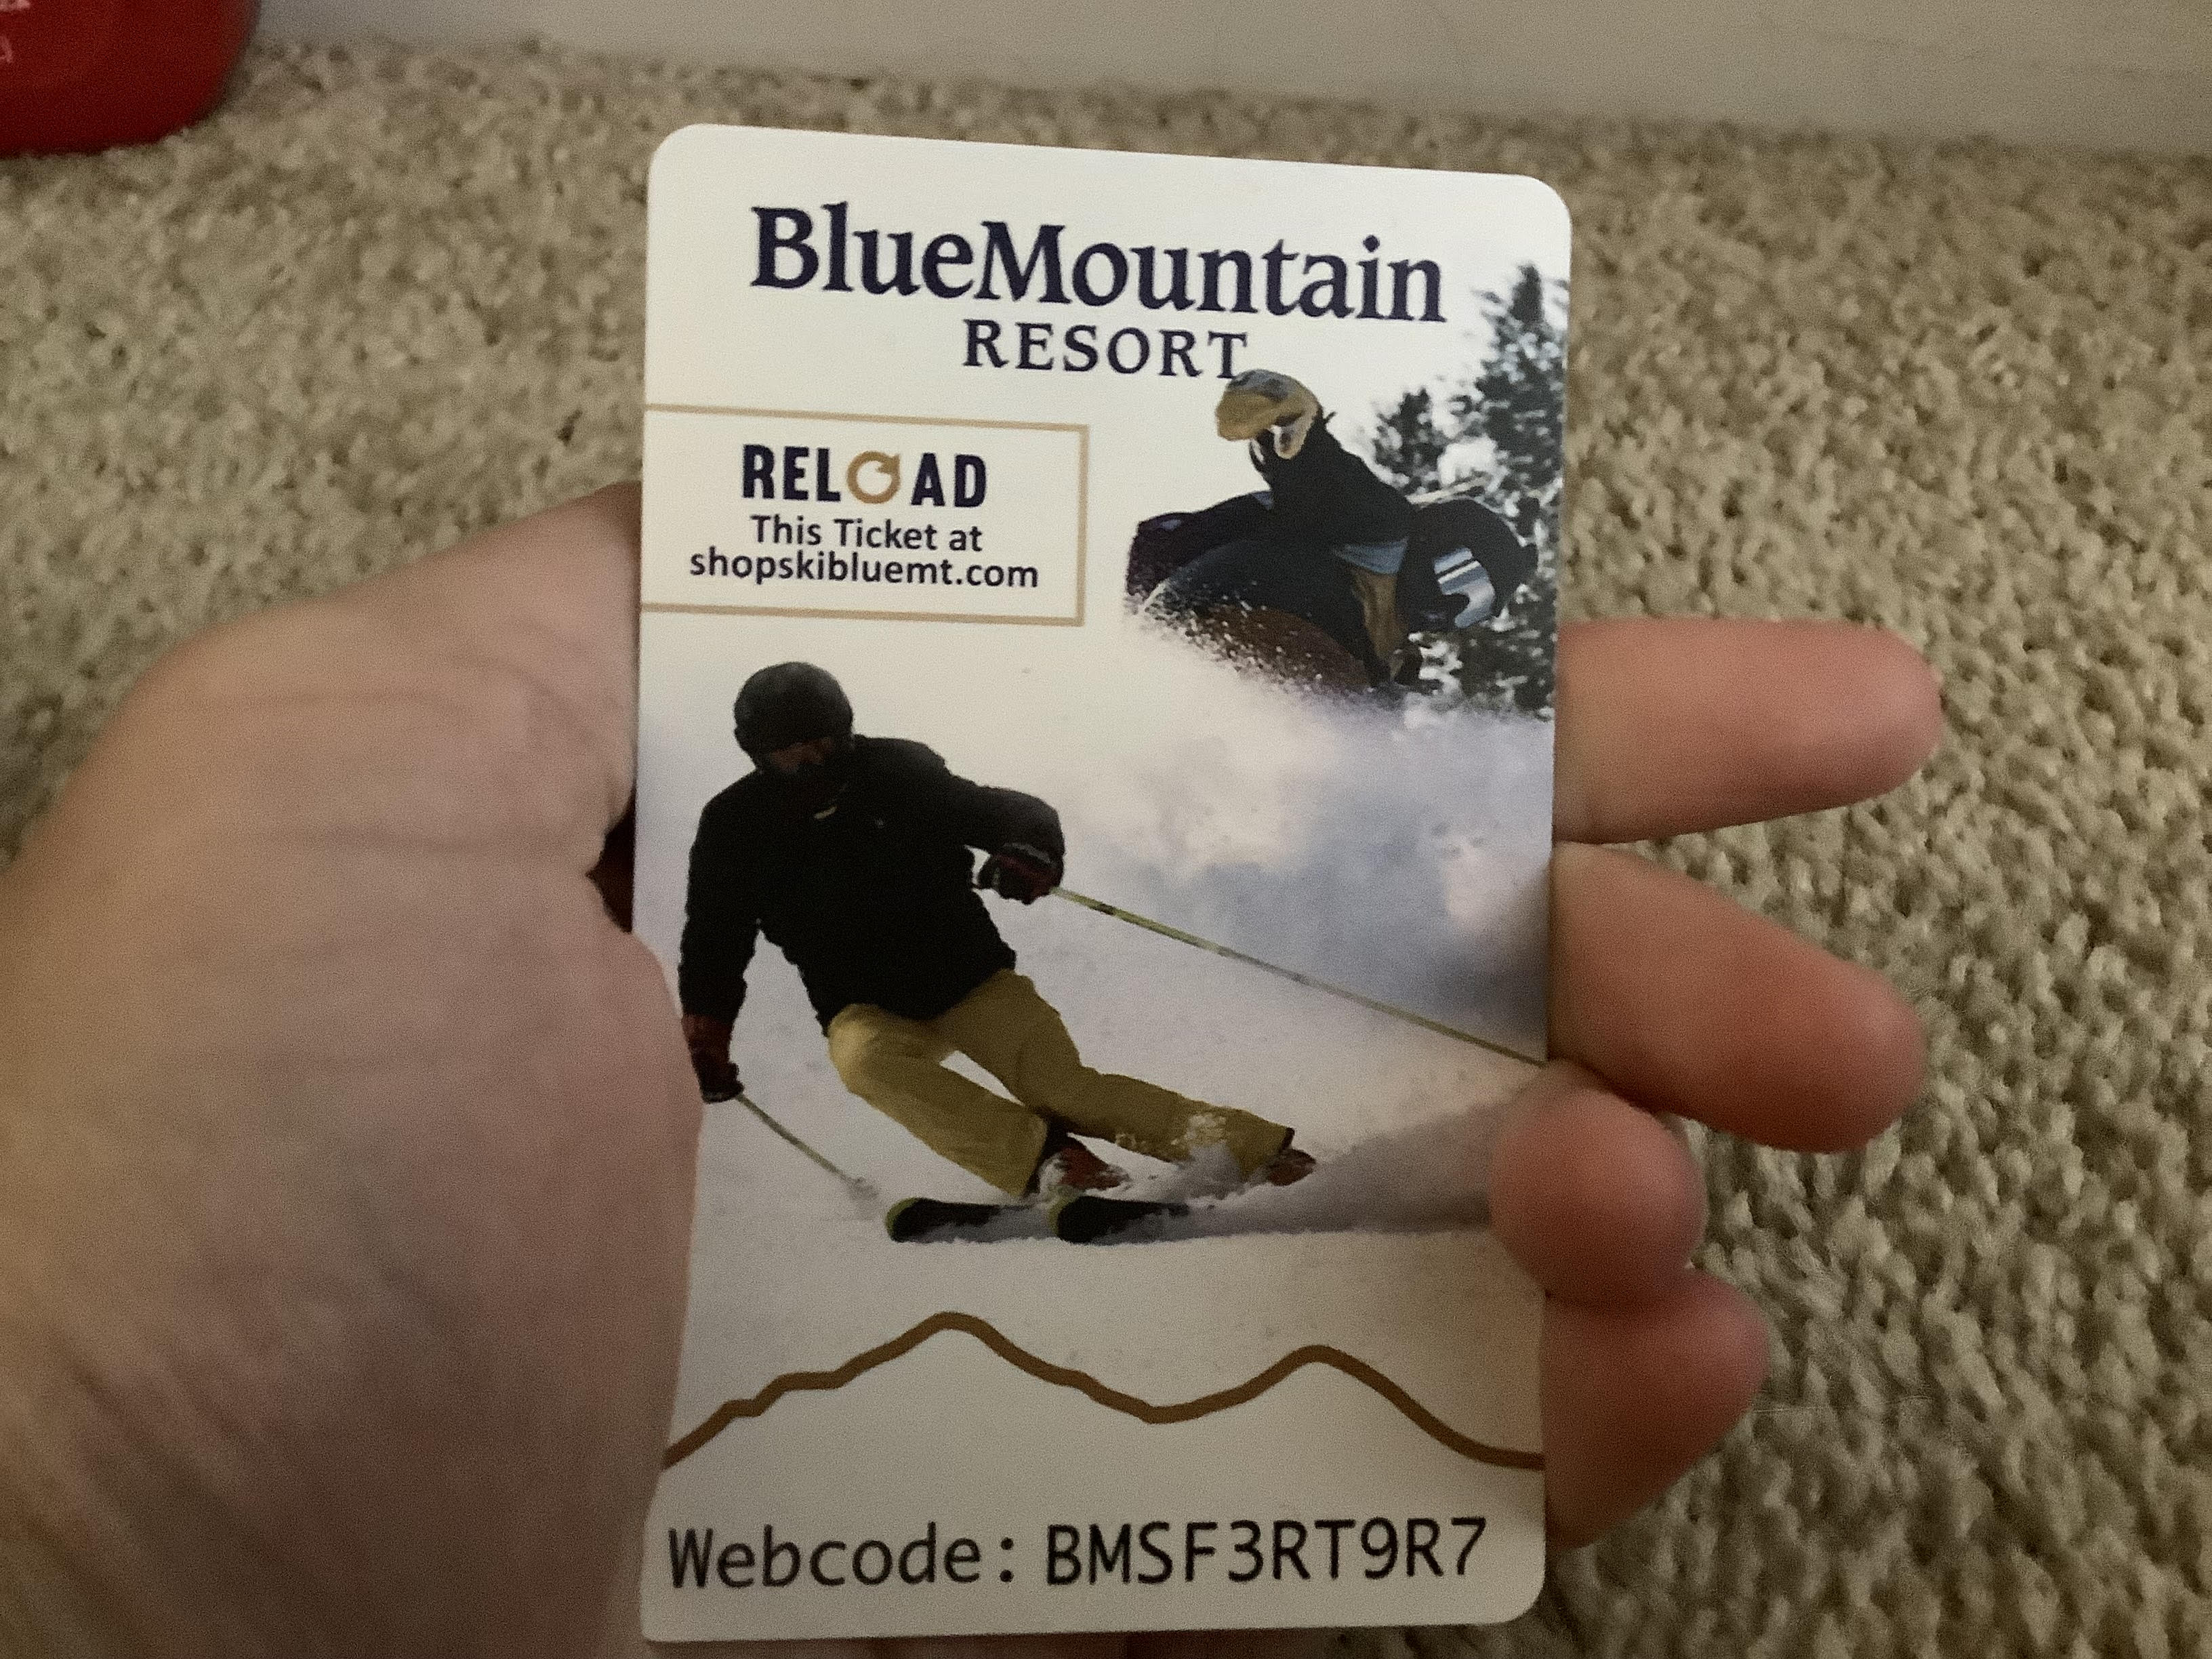 BlueMountain
RESORT
RELOAD
This Ticket at
shopskibluemt.com
Webcode: BMSF3RT9R7